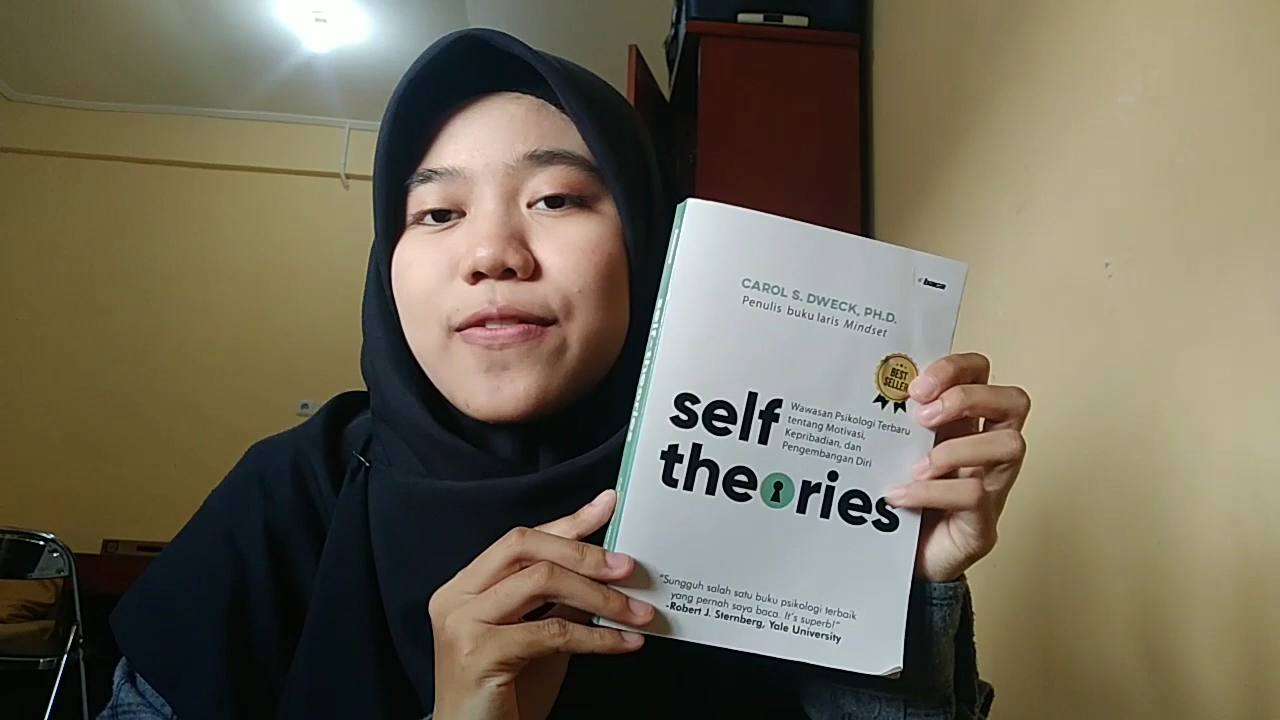 baca
CAROL S. DWECK, PH.D.
Penulis buku laris Mindset
BEST
SELLER
self
theories
Wawasan Psikologi Terbaru
tentang Motivasi,
Kepribadian, dan
Pengembangan Diri
"Sungguh salah satu buku psikologi terbaik
yang pernah saya baca. It's superb!"
-Robert J. Sternberg, Yale University